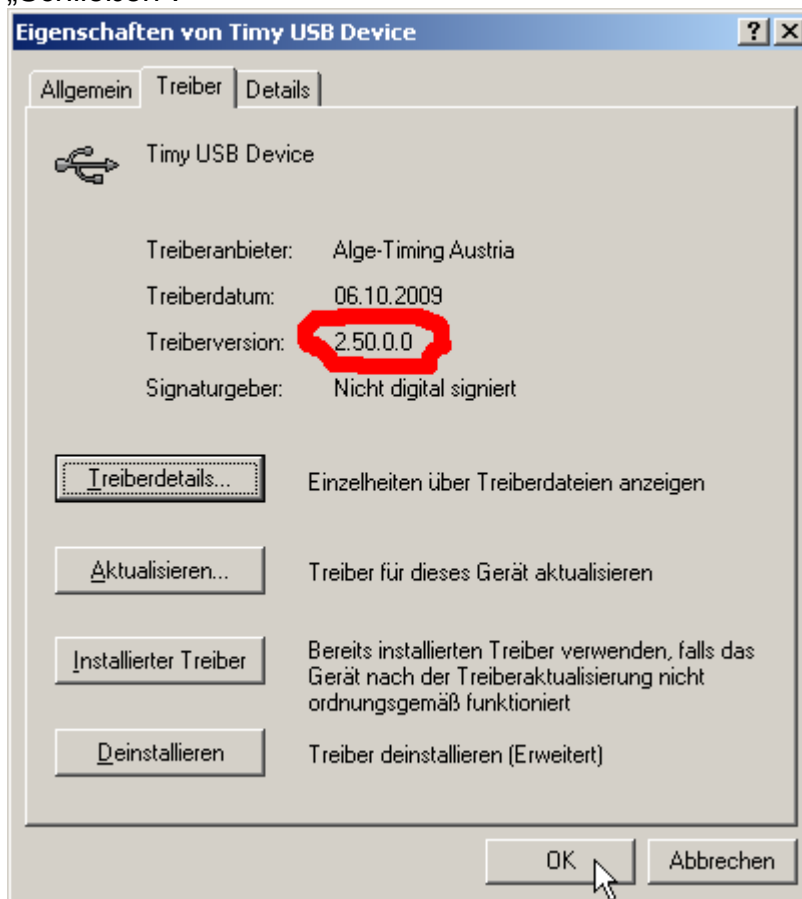 Eigenschaften von Timy USB Device
Allgemein Treiber Details
Timy USB Device
Treiberanbieter: Alge-Timing Austria
Treiberdatum: 06.10.2009
Treiberversion: 2.50.0.0
Signaturgeber: Nicht digital signiert
Treiberdetails... Einzelheiten über Treiberdateien anzeigen
Aktualisieren... Treiber für dieses Gerät aktualisieren
Installierter Treiber Bereits installierten Treiber verwenden, falls das
Gerät nach der Treiberaktualisierung nicht
ordnungsgemäß funktioniert
Deinstallieren Treiber deinstallieren (Erweitert)
OK Abbrechen